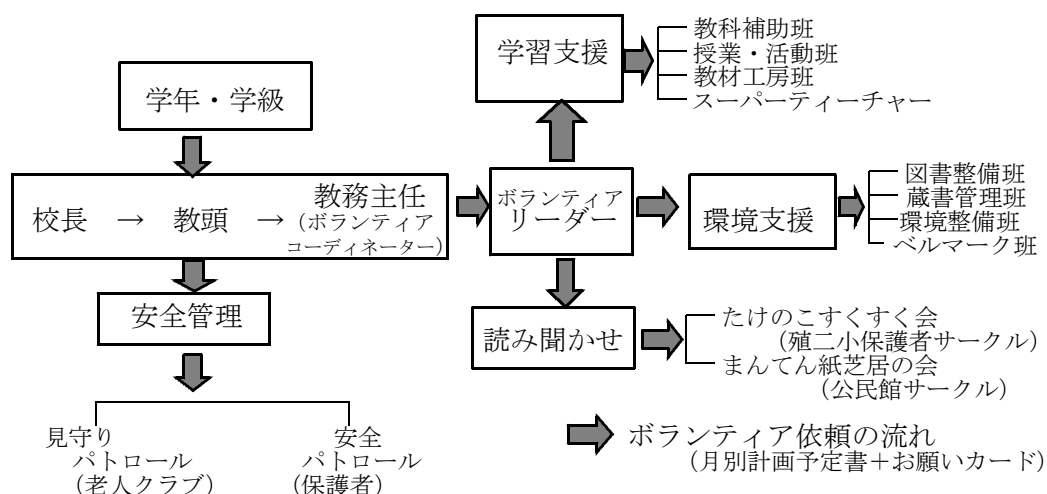 学年・学級
校長 → 教頭 → 教務主任
(ボランティア
コーディネーター)
安全管理
見守り
パトロール
(老人クラブ)
安全
パトロール
(保護者)
ボランティア
リーダー
学習支援
教科補助班
授業・活動班
教材工房班
スーパーティーチャー
環境支援
図書整備班
蔵書管理班
環境整備班
ベルマーク班
読み聞かせ
たけのこすくすく会
(殖二小保護者サークル)
まんてん紙芝居の会
(公民館サークル)
ボランティア依頼の流れ
(月別計画予定書+お願いカード)